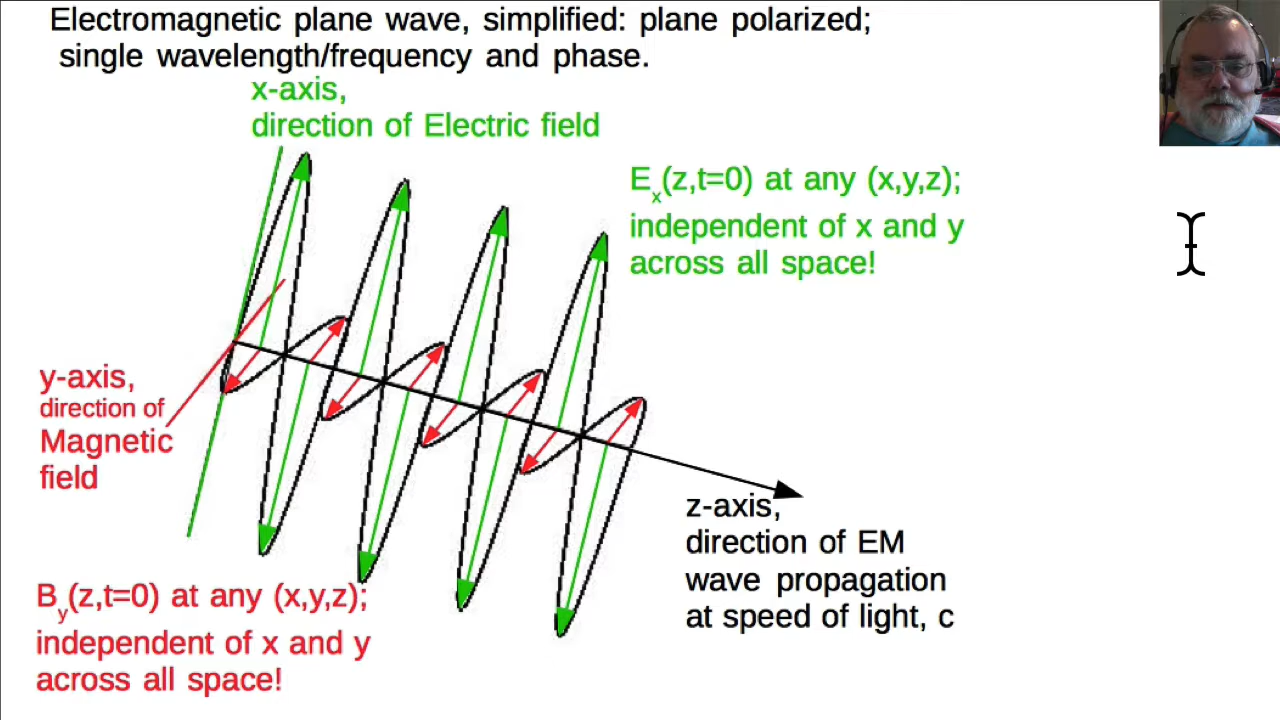 Electromagnetic plane wave, simplified: plane polarized;
single wavelength/frequency and phase.
x-axis,
direction of Electric field
Eₓ(z,t=0) at any (x,y,z);
independent of x and y
across all space!
y-axis,
direction of
Magnetic
field
z-axis,
direction of EM
wave propagation
at speed of light, c
By(z,t=0) at any (x,y,z);
independent of x and y
across all space!